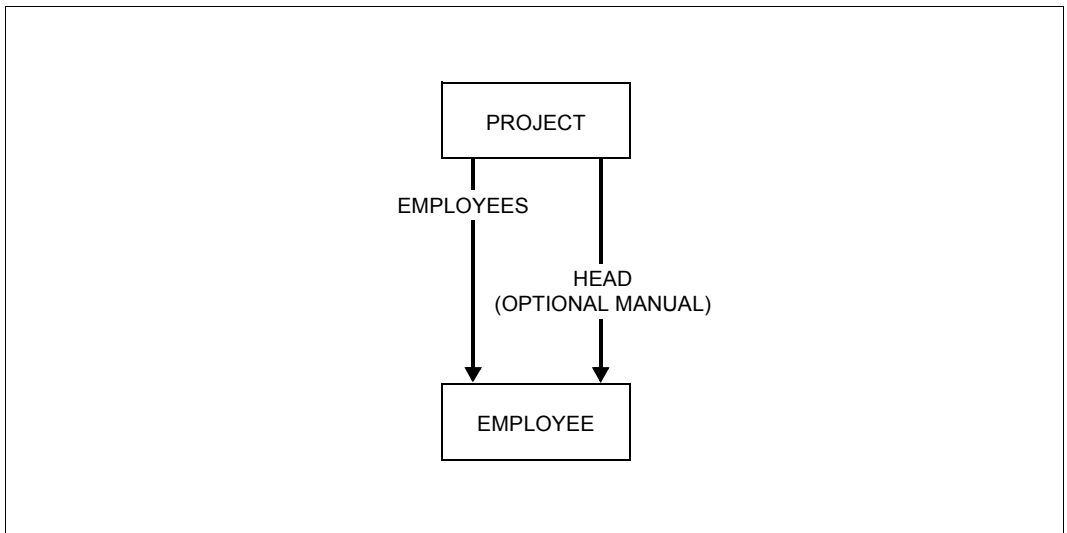 PROJECT
EMPLOYEES
HEAD
(OPTIONAL MANUAL)
EMPLOYEE